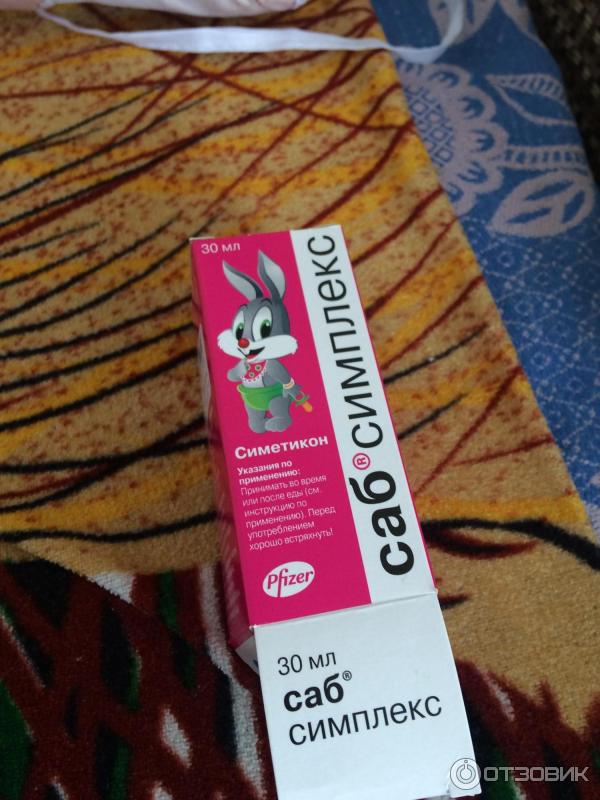 30 мл
саб® симплекс
Симетикон
Указания по
применению:
Принимать во время
или после еды (см.
инструкцию по
применению). Перед
употреблением
хорошо встряхнуть!
Pfizer
30 мл
саб®
симплекс
ОТЗОВИК